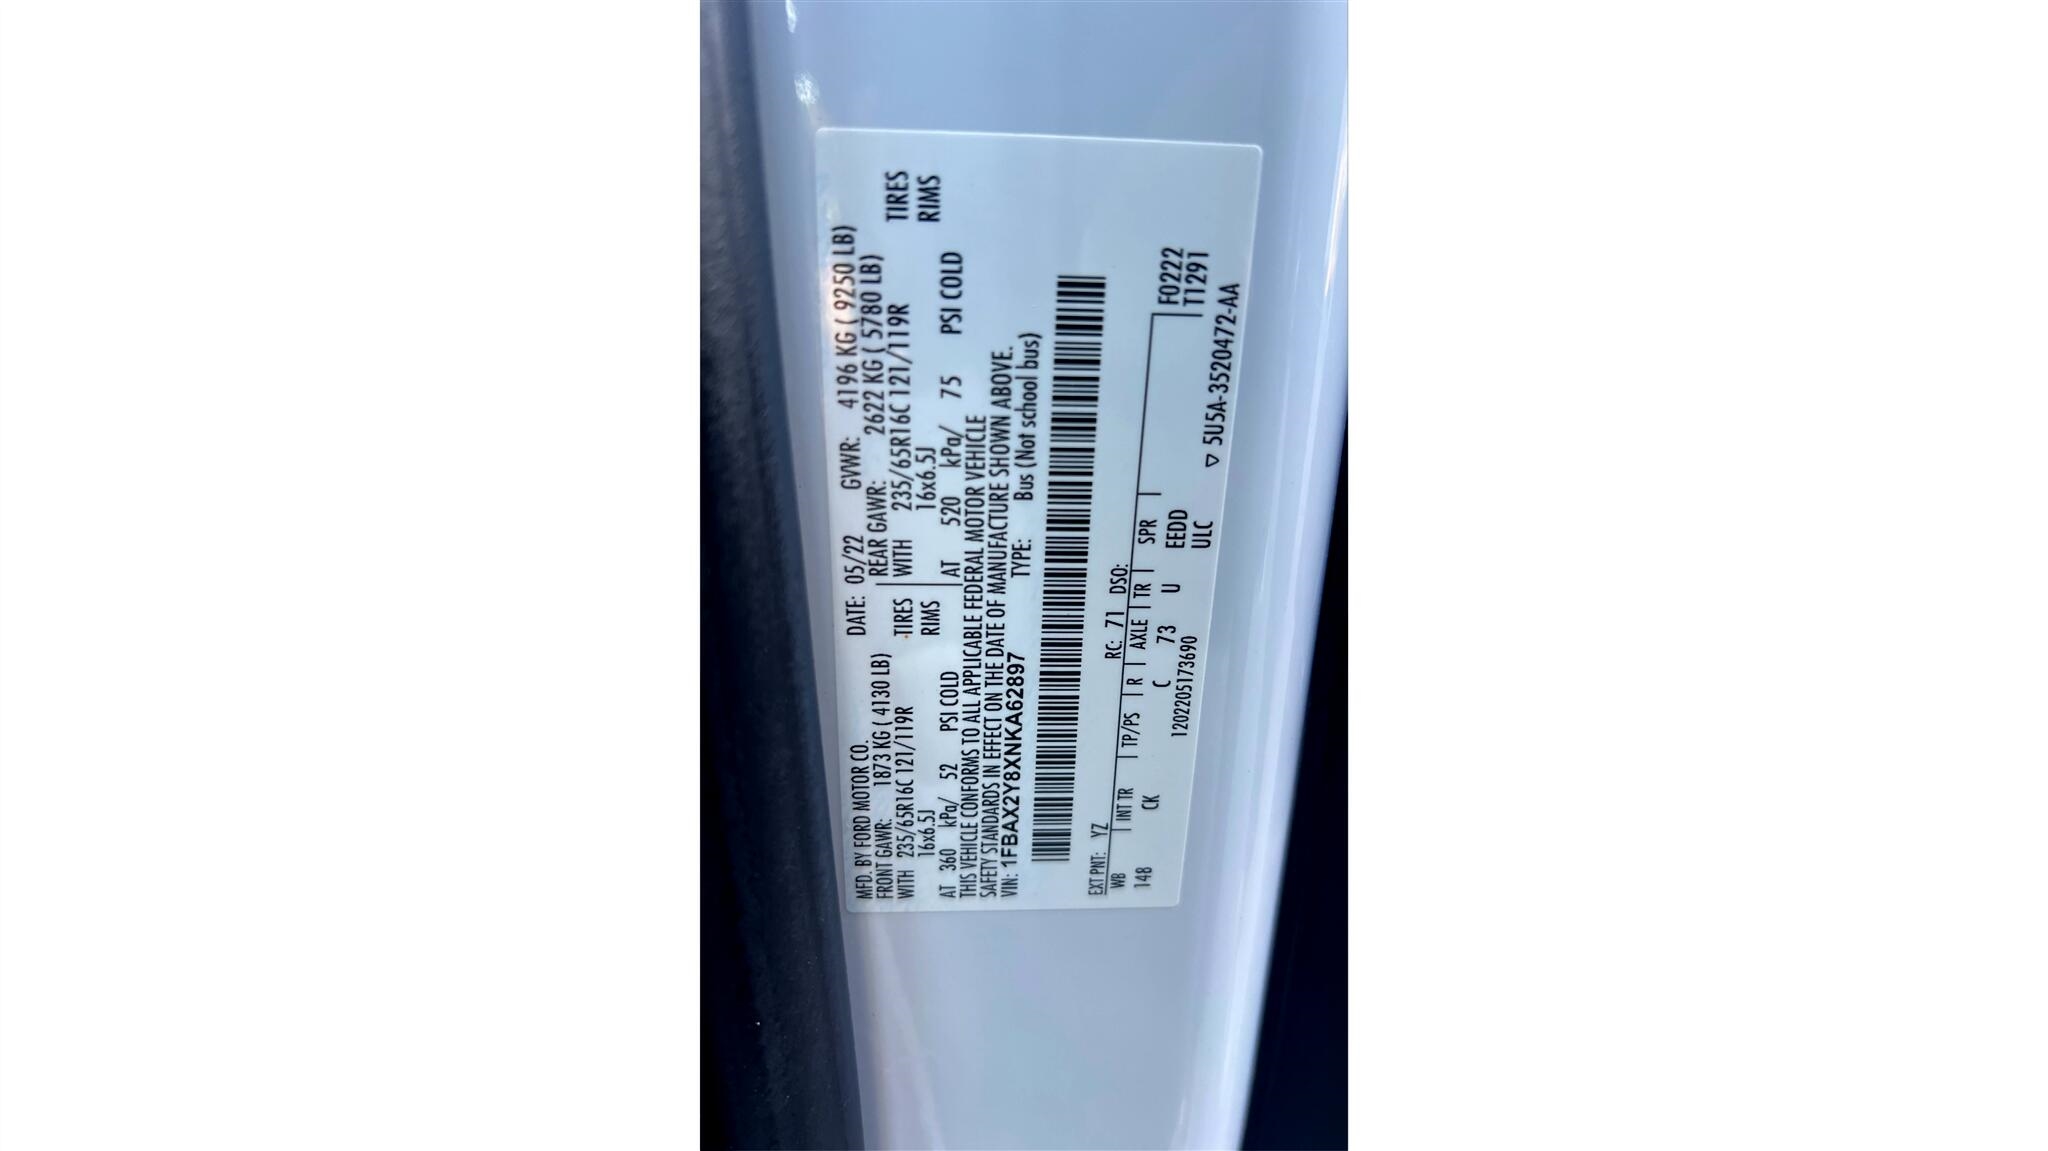 MFD. BY FORD MOTOR CO. DATE: 05/22 GVWR: 4196 KG ( 9250 LB)
FRONT GAWR: 1873 KG ( 4130 LB) REAR GAWR: 2622 KG ( 5780 LB)
WITH 235/65R16C 121/119R TIRES WITH 235/65R16C 121/119R TIRES
16x6.5J RIMS 16x6.5J RIMS
AT 360 kPa/ 52 PSI COLD AT 520 kPa/ 75 PSI COLD
THIS VEHICLE CONFORMS TO ALL APPLICABLE FEDERAL MOTOR VEHICLE
SAFETY STANDARDS IN EFFECT ON THE DATE OF MANUFACTURE SHOWN ABOVE.
VIN: 1FBAX2Y8XNKA62897 TYPE: Bus (Not school bus)
EXT PNT: YZ RC: 71 DSO:
WB INT TR TP/PS R AXLE TR SPR F0222
148 CK C 73 U EEDD T1291
120220517​3690 ULC ▽ 5U5A-3520472-AA